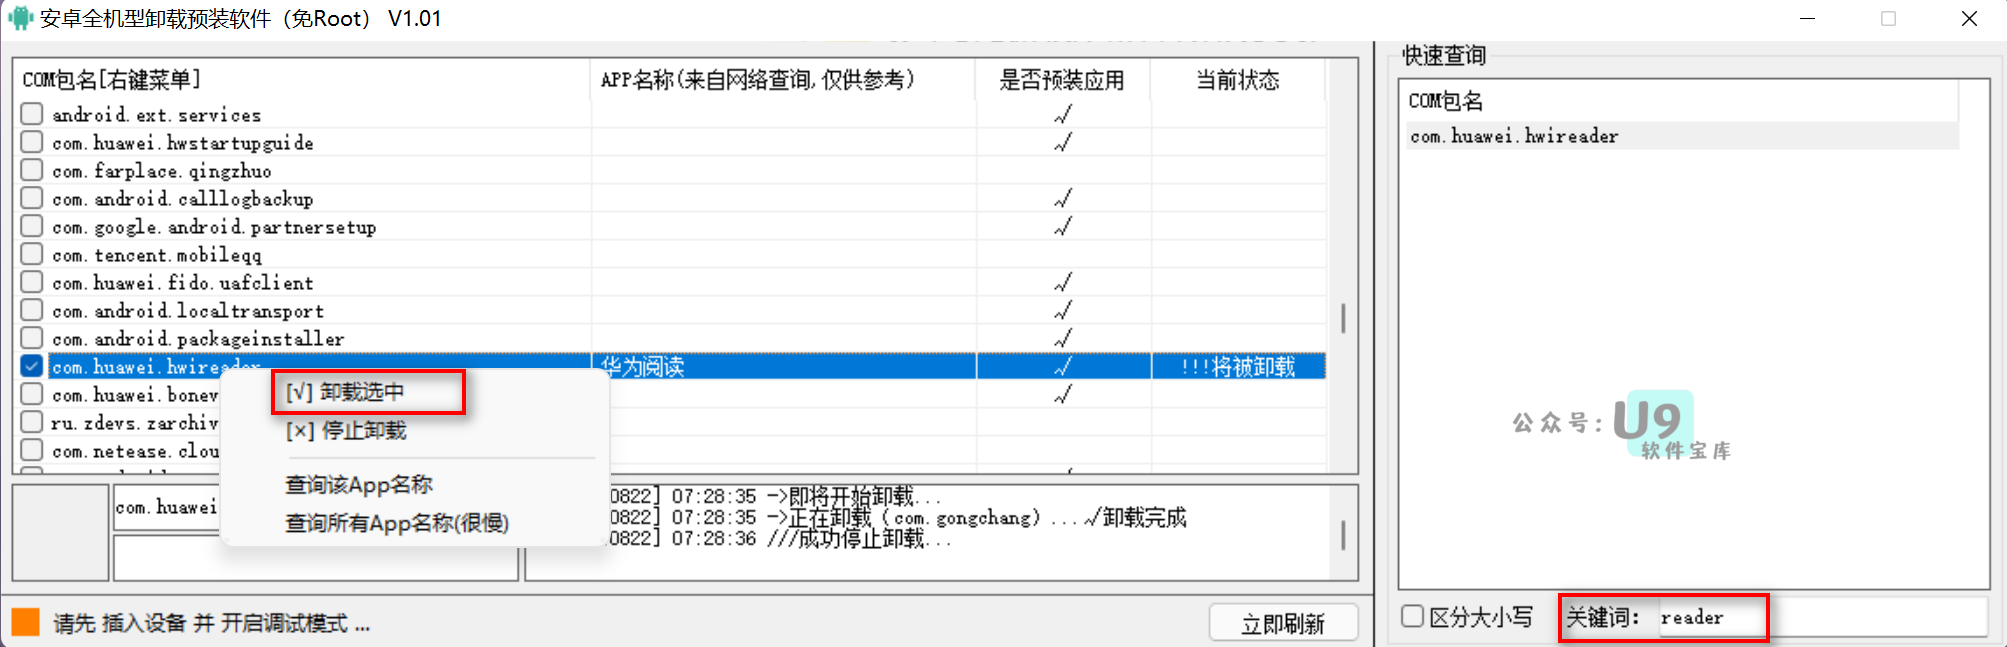 安卓全机型卸载预装软件（免Root） V1.01
COM包名[右键菜单]
APP名称(来自网络查询,仅供参考)
是否预装应用
当前状态
android.ext.services
√
com.huawei.hwstartupguide
√
com.farplace.qingzhuo
com.android.calllogbackup
√
com.google.android.partnersetup
√
com.tencent.mobileqq
com.huawei.fido.uafclient
√
com.android.localtransport
√
com.android.packageinstaller
√
com.huawei.hwireader
华为阅读
√
!!!将被卸载
com.huawei.bonev
√
ru.zdevs.zarchiv
com.netease.clou
[√] 卸载选中
[×] 停止卸载
查询该App名称
查询所有App名称(很慢)
com.huawei
0822] 07:28:35 ->即将开始卸载...
0822] 07:28:35 ->正在卸载（com.gongchang）...√卸载完成
0822] 07:28:36 ///成功停止卸载...
请先 插入设备 并 开启调试模式 ...
立即刷新
快速查询
COM包名
com.huawei.hwireader
公众号：U9
软件宝库
区分大小写
关键词：
reader